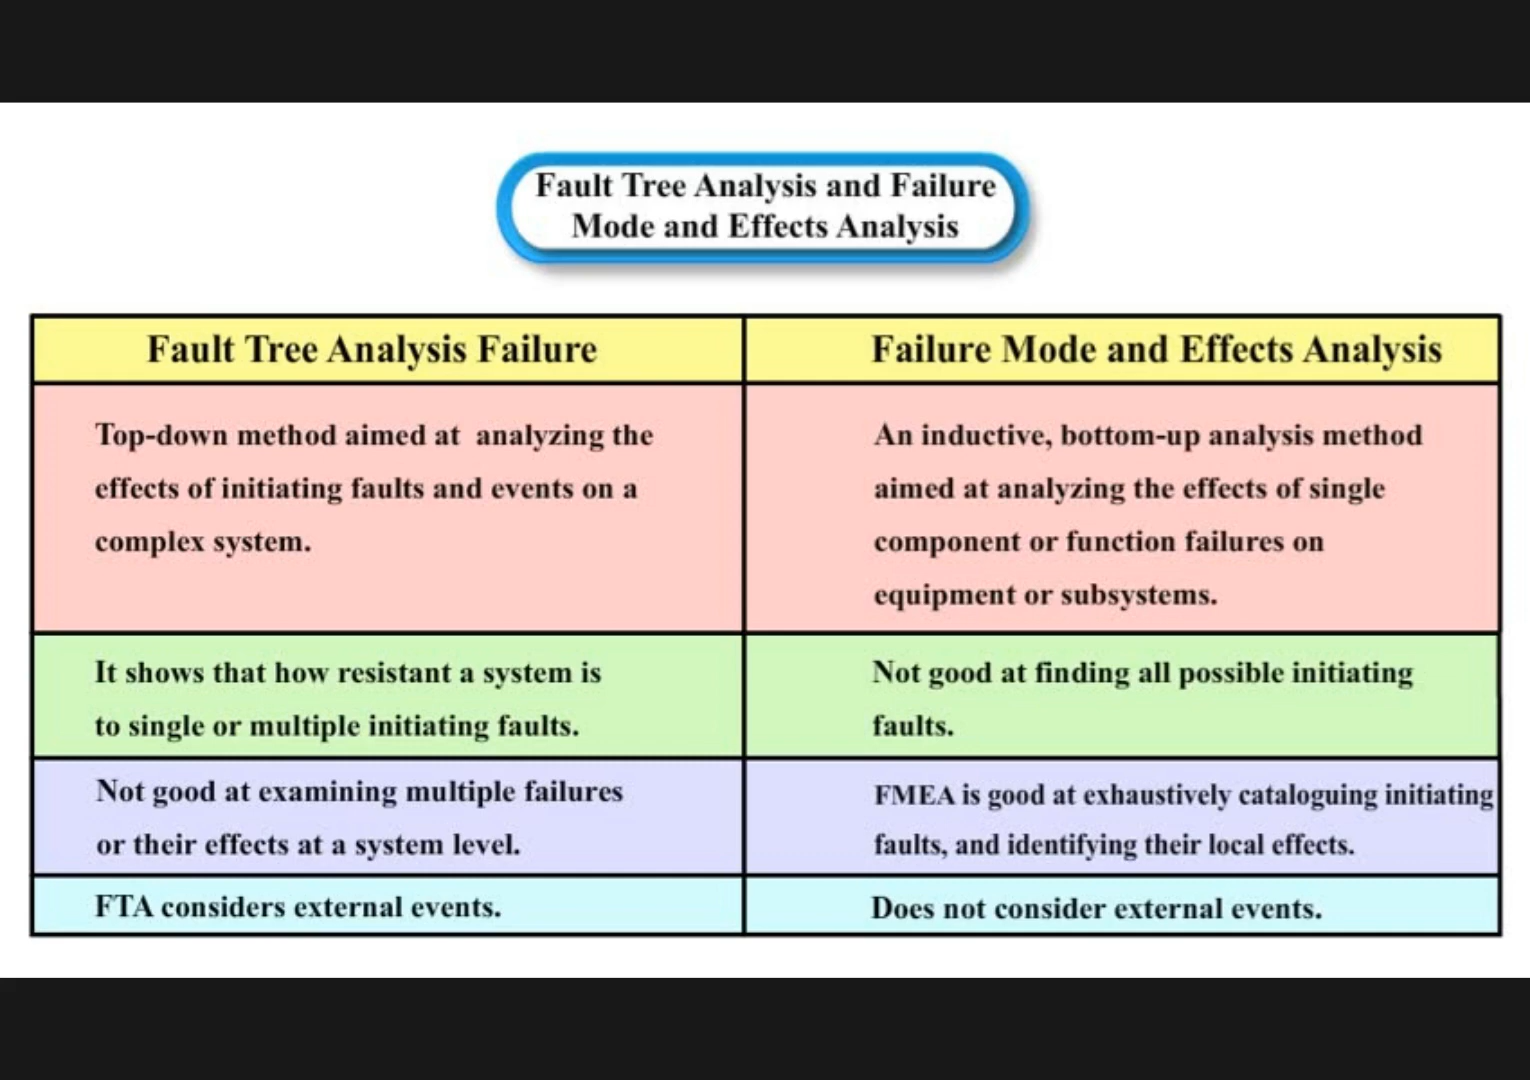 Fault Tree Analysis and Failure
Mode and Effects Analysis
Fault Tree Analysis Failure
Failure Mode and Effects Analysis
Top-down method aimed at analyzing the
effects of initiating faults and events on a
complex system.
An inductive, bottom-up analysis method
aimed at analyzing the effects of single
component or function failures on
equipment or subsystems.
It shows that how resistant a system is
to single or multiple initiating faults.
Not good at finding all possible initiating
faults.
Not good at examining multiple failures
or their effects at a system level.
FMEA is good at exhaustively cataloguing initiating
faults, and identifying their local effects.
FTA considers external events.
Does not consider external events.